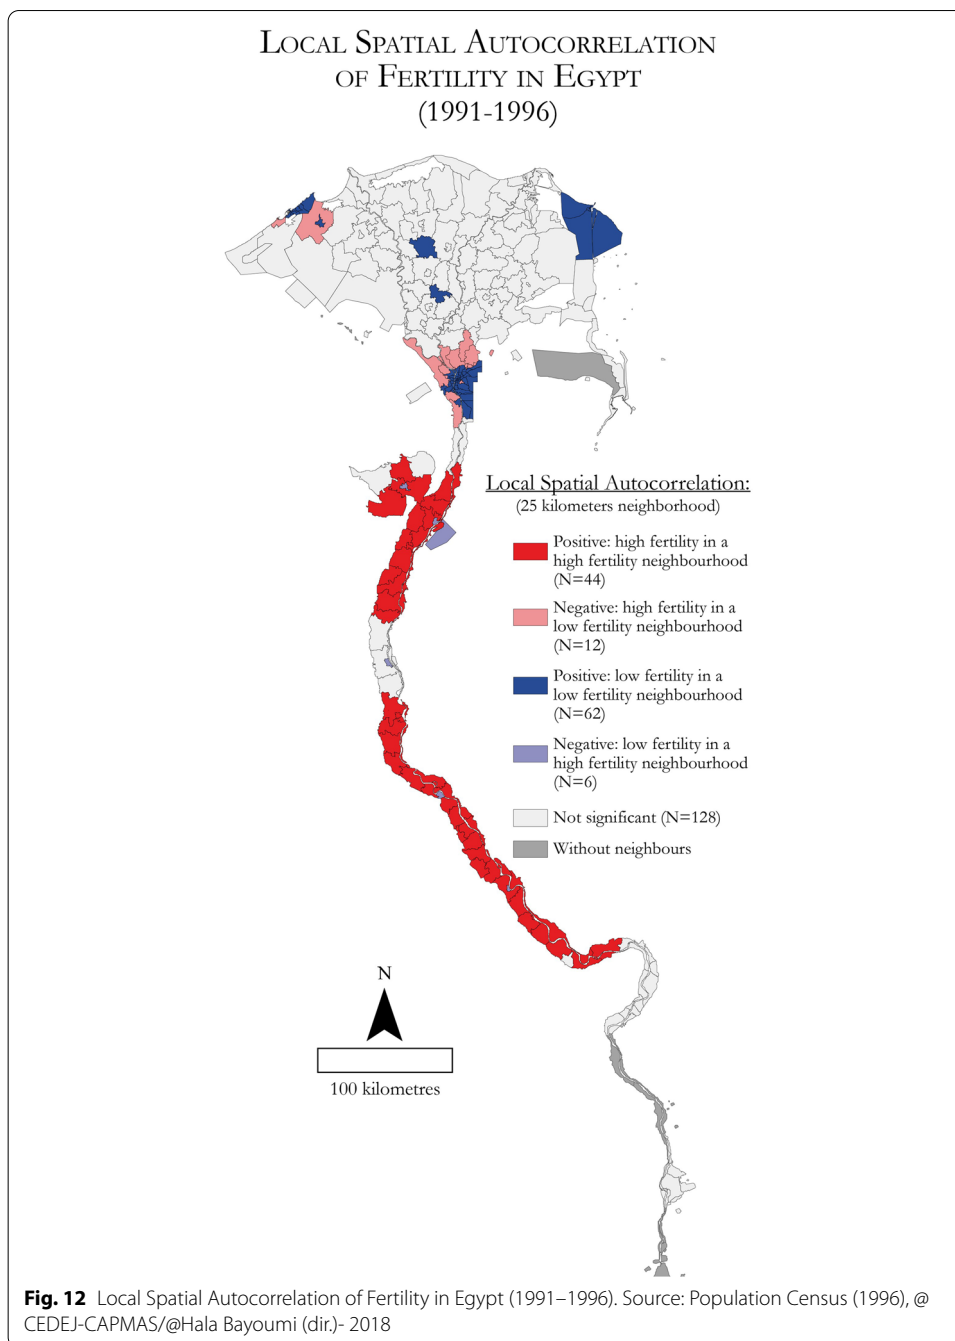 LOCAL SPATIAL AUTOCORRELATION
OF FERTILITY IN EGYPT
(1991-1996)
Local Spatial Autocorrelation:
(25 kilometers neighborhood)
Positive: high fertility in a
high fertility neighbourhood
(N=44)
Negative: high fertility in a
low fertility neighbourhood
(N=12)
Positive: low fertility in a
low fertility neighbourhood
(N=62)
Negative: low fertility in a
high fertility neighbourhood
(N=6)
Not significant (N=128)
Without neighbours
N
100 kilometres
Fig. 12 Local Spatial Autocorrelation of Fertility in Egypt (1991–1996). Source: Population Census (1996), @
CEDEJ-CAPMAS/@Hala Bayoumi (dir.)- 2018